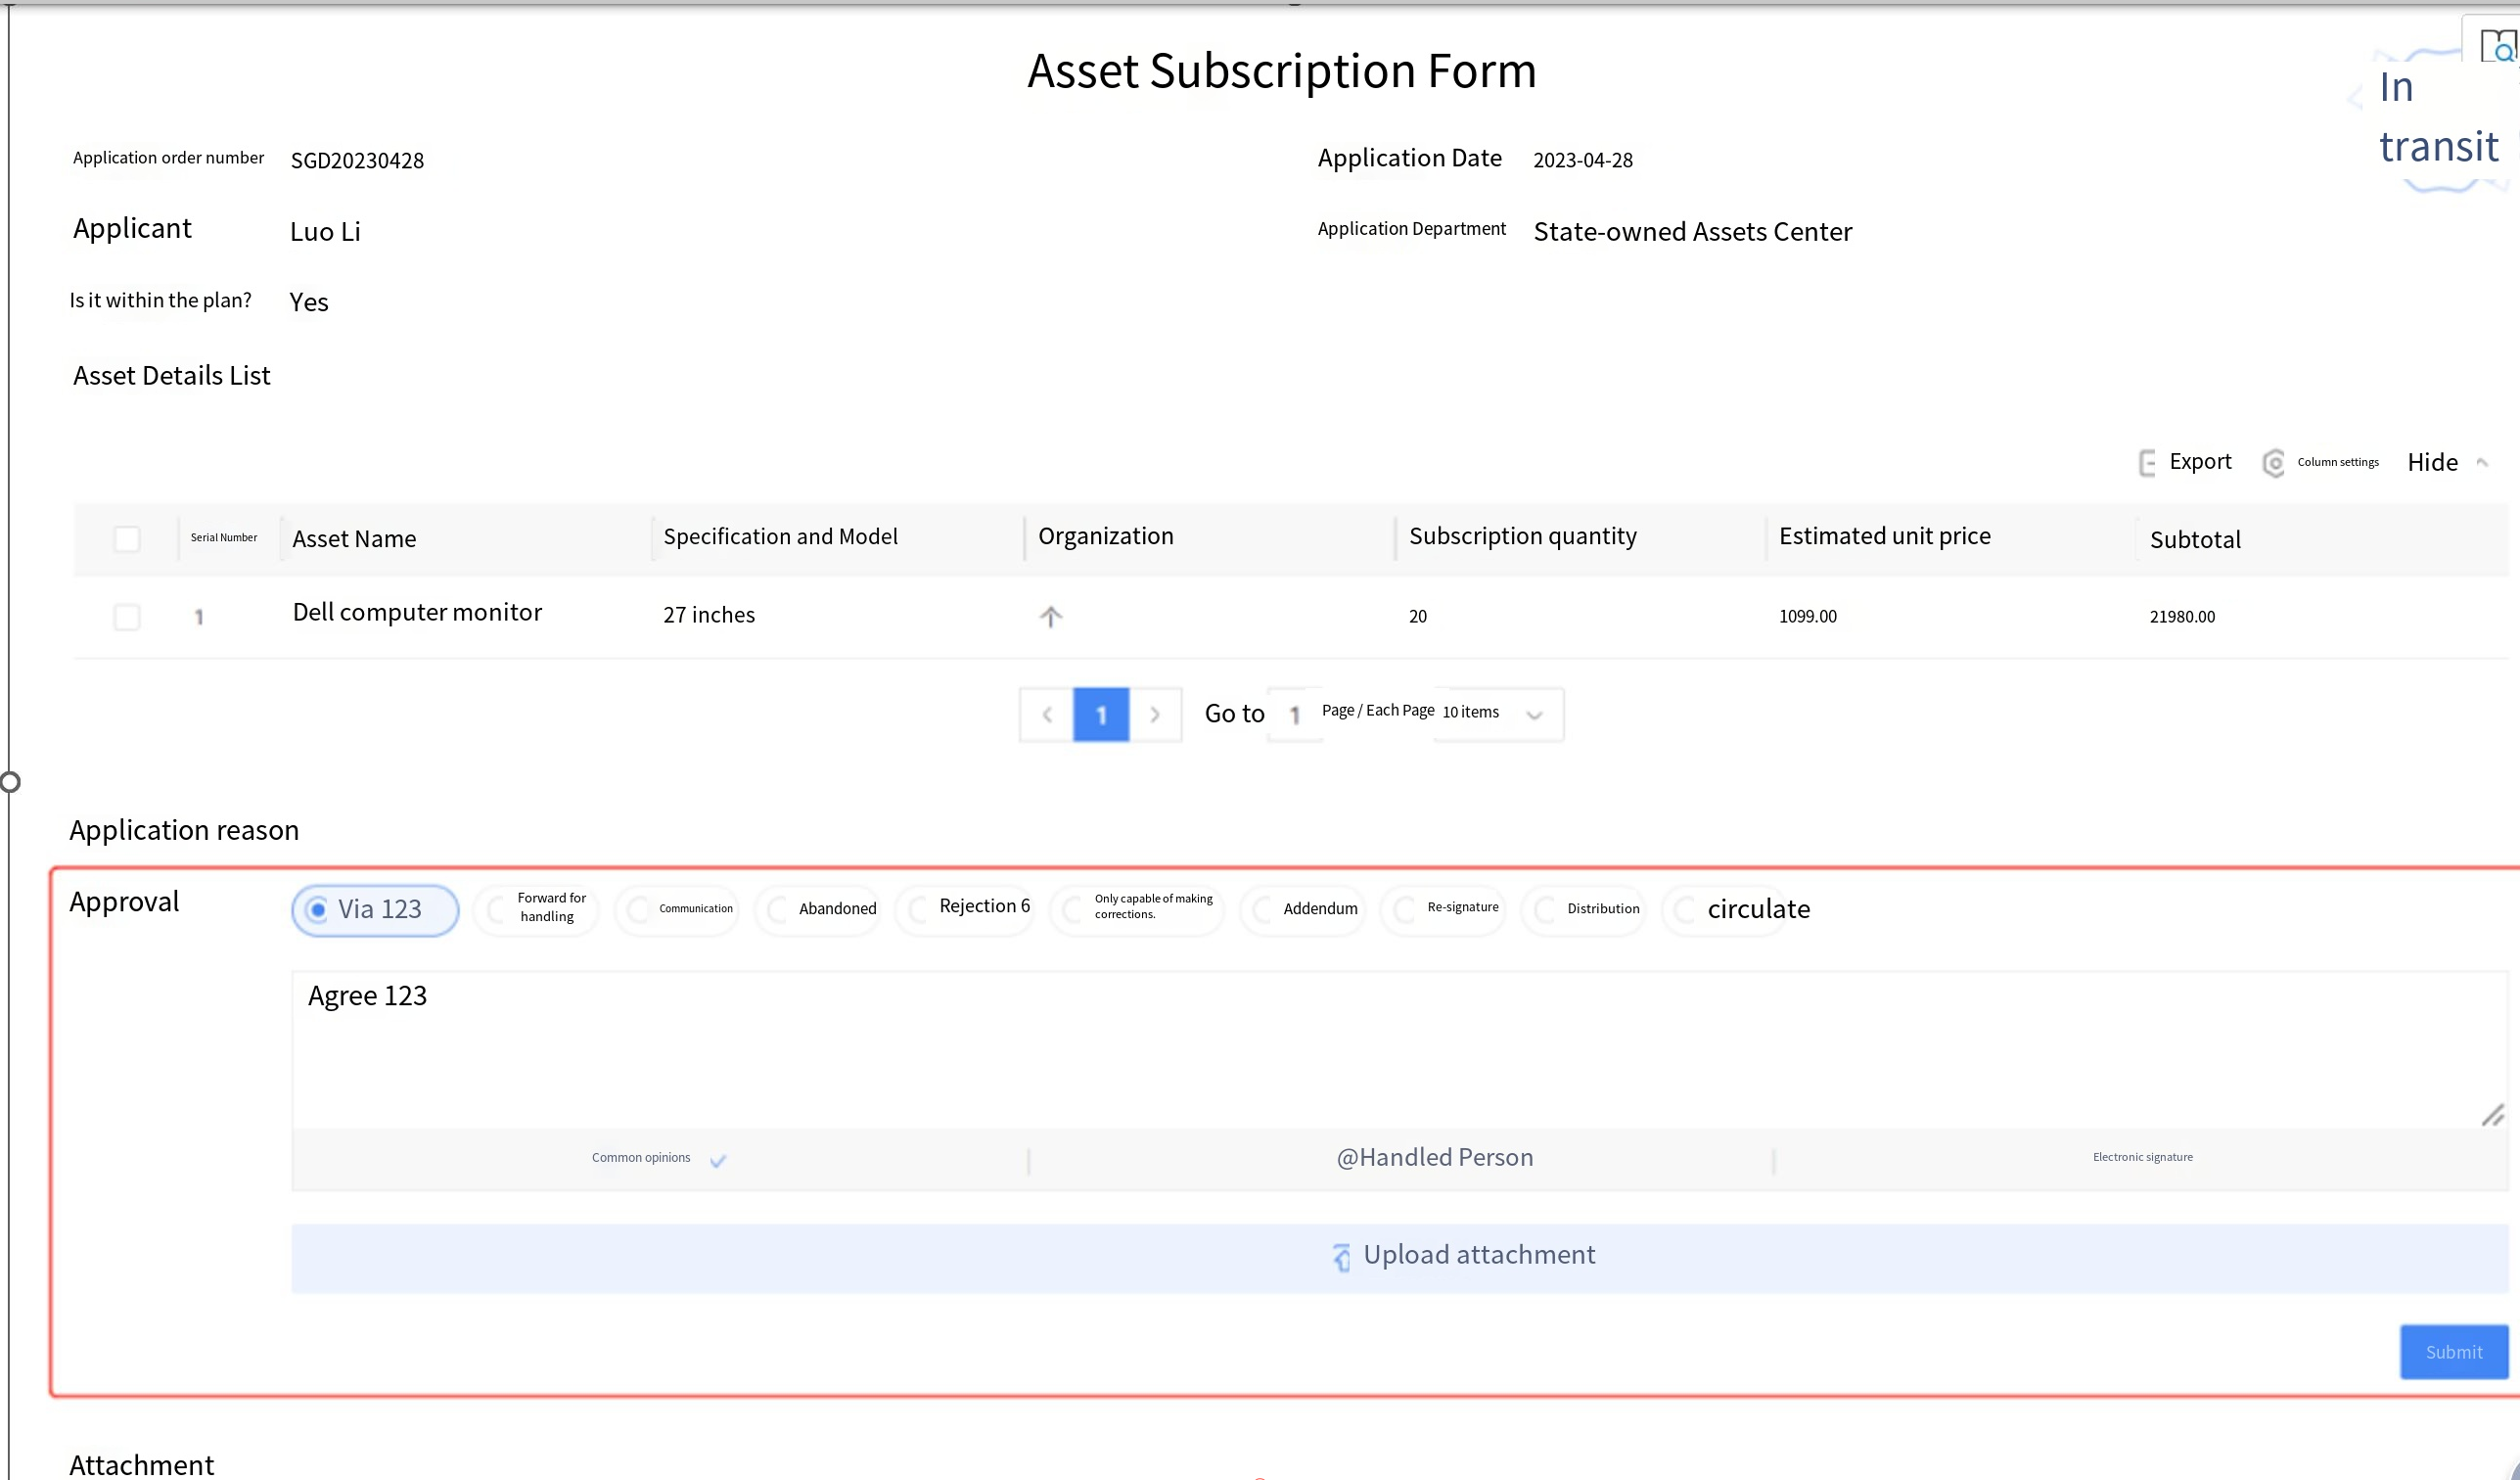 Asset Subscription Form
In
transit
Application order number SGD20230428 Application Date 2023-04-28
Applicant Luo Li Application Department State-owned Assets Center
Is it within the plan? Yes
Asset Details List
Export Column settings Hide
Serial Number Asset Name Specification and Model Organization Subscription quantity Estimated unit price Subtotal
1 Dell computer monitor 27 inches 20 1099.00 21980.00
1 Go to 1 Page / Each Page 10 items
Application reason
Approval Via 123 Forward for handling Communication Abandoned Rejection 6 Only capable of making corrections. Addendum Re-signature Distribution circulate
Agree 123
Common opinions @Handled Person Electronic signature
Upload attachment
Submit
Attachment